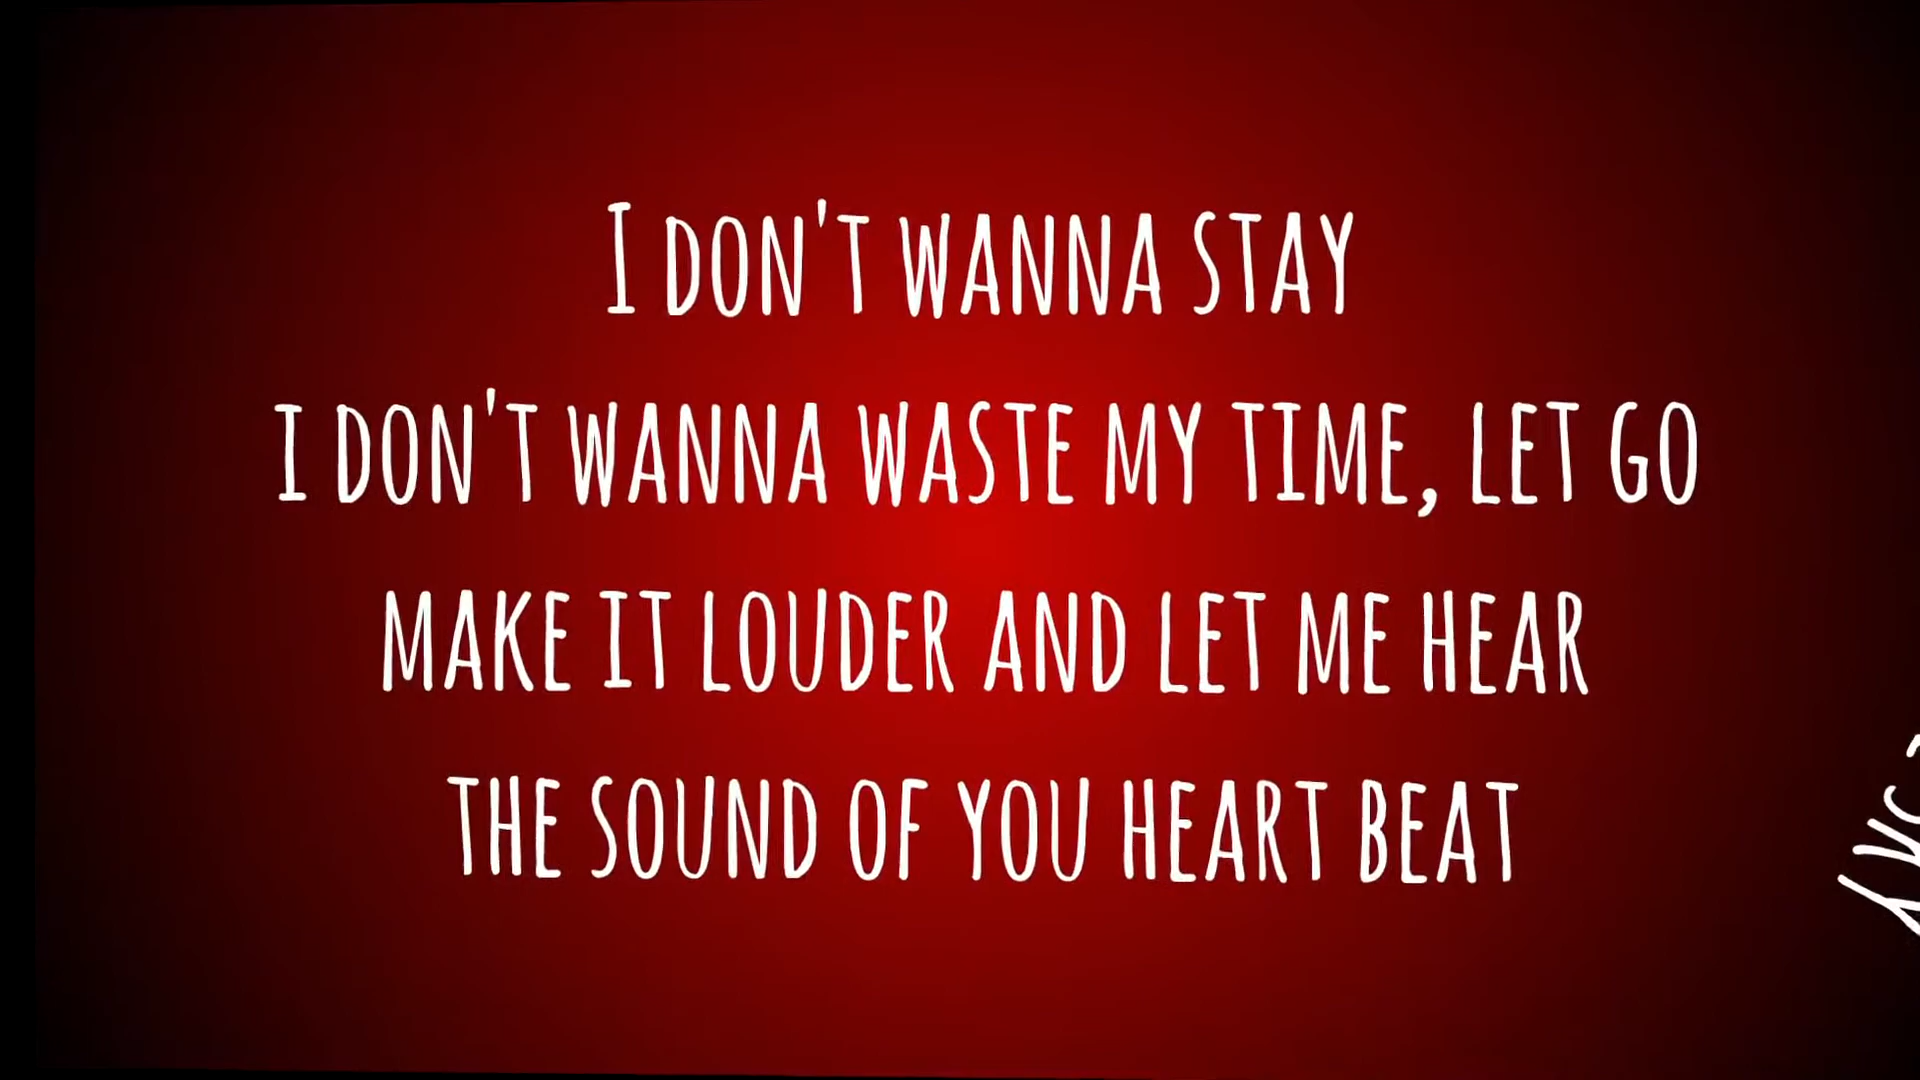 I DON'T WANNA STAY
I DON'T WANNA WASTE MY TIME, LET GO
MAKE IT LOUDER AND LET ME HEAR
THE SOUND OF YOU HEART BEAT